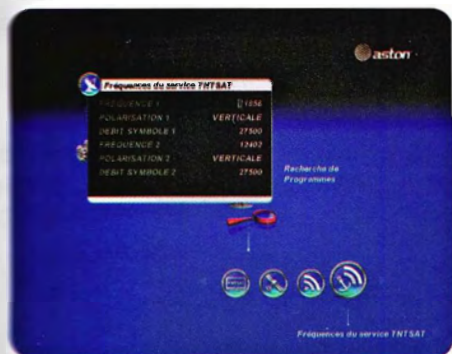 aston
Fréquences du service TNTSAT
FREQUENCE 1 11856
POLARISATION 1 VERTICALE
DEBIT SYMBOLE 1 27500
FREQUENCE 2 12402
POLARISATION 2 VERTICALE
DEBIT SYMBOLE 2 27500
Recherche de
Programmes
Fréquences du service TNTSAT